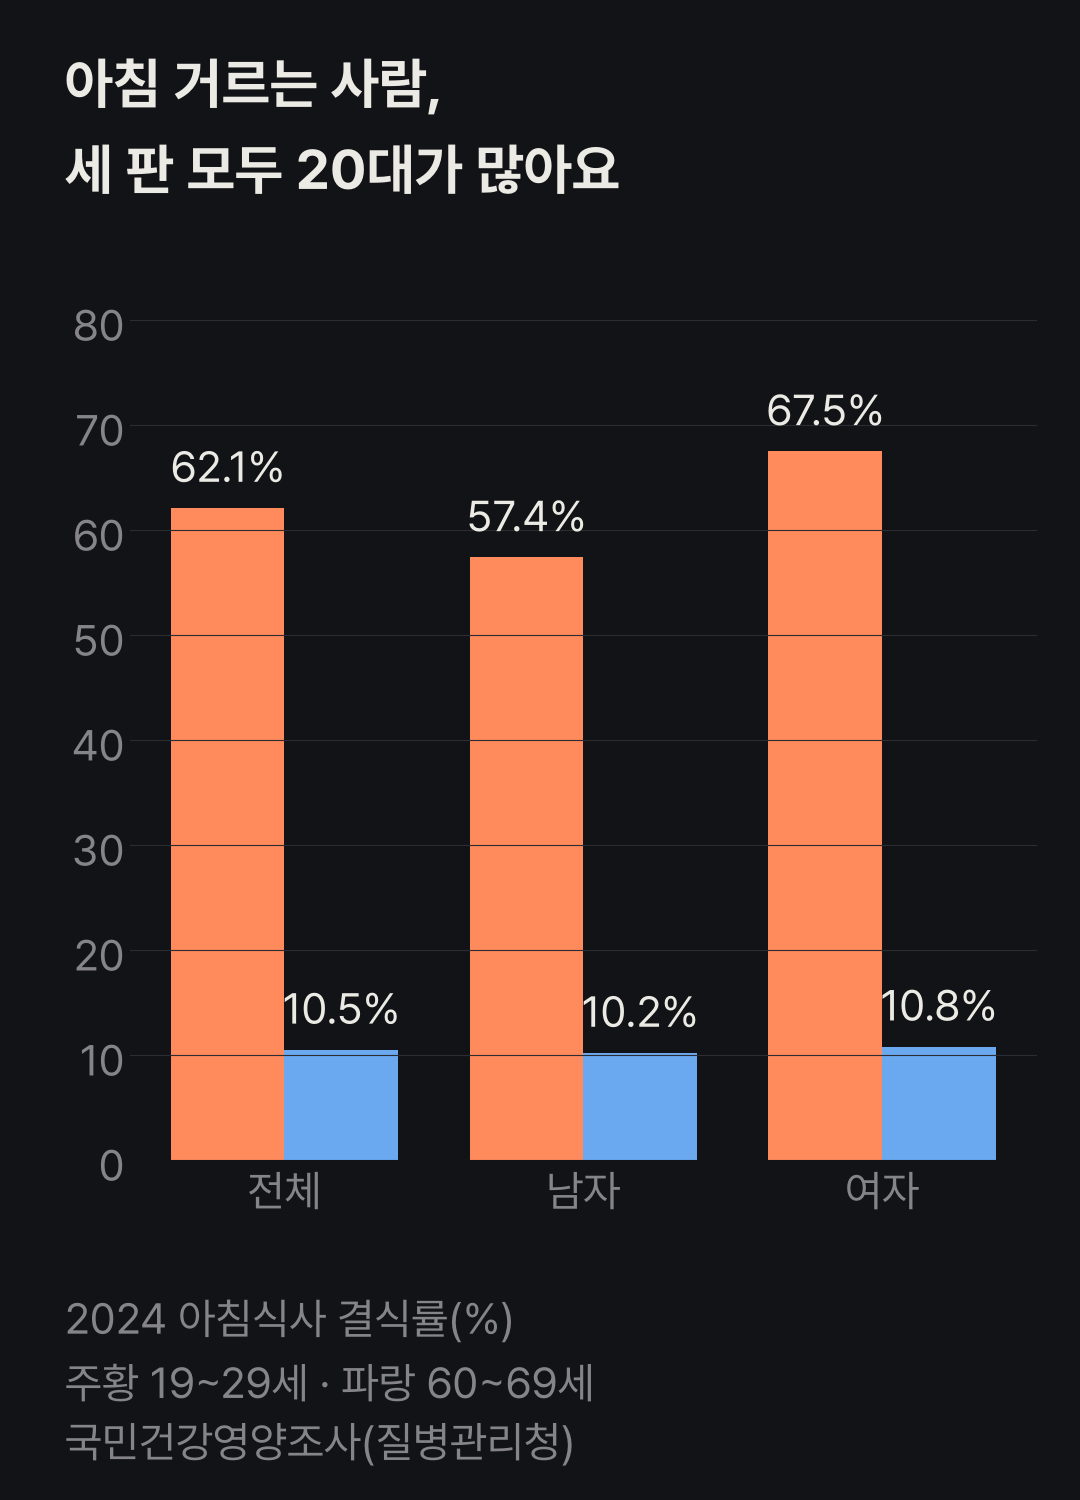 아침 거르는 사람,
세 판 모두 20대가 많아요
80
70
60
50
40
30
20
10
0
62.1%
10.5%
57.4%
10.2%
67.5%
10.8%
전체
남자
여자
2024 아침식사 결식률(%)
주황 19~29세 · 파랑 60~69세
국민건강영양조사(질병관리청)